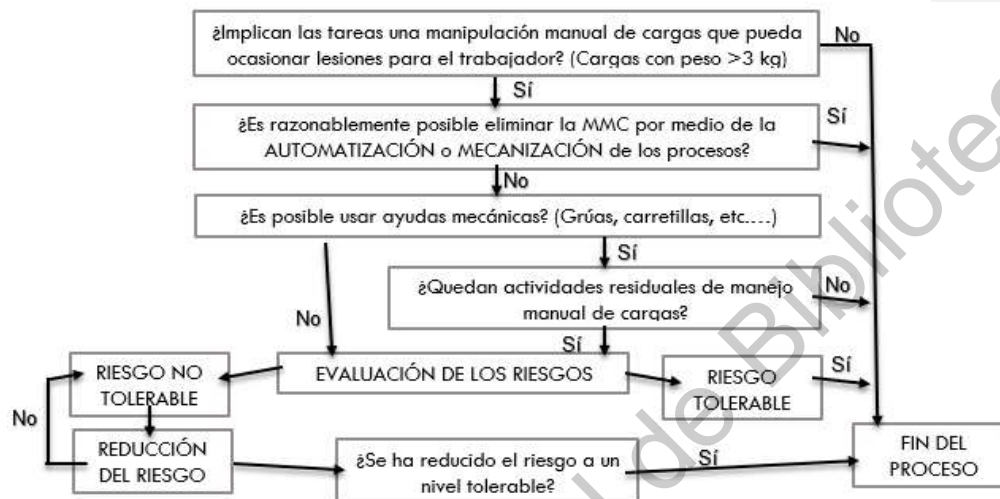 ¿Implican las tareas una manipulación manual de cargas que pueda
ocasionar lesiones para el trabajador? (Cargas con peso >3 kg)
No
Sí
¿Es razonablemente posible eliminar la MMC por medio de la
AUTOMATIZACIÓN o MECANIZACIÓN de los procesos?
Sí
No
¿Es posible usar ayudas mecánicas? (Grúas, carretillas, etc.…)
Sí
¿Quedan actividades residuales de manejo
manual de cargas?
No
No
Sí
EVALUACIÓN DE LOS RIESGOS
RIESGO NO
TOLERABLE
RIESGO
TOLERABLE
Sí
No
REDUCCIÓN
DEL RIESGO
¿Se ha reducido el riesgo a un
nivel tolerable?
Sí
FIN DEL
PROCESO
de Bibliotec